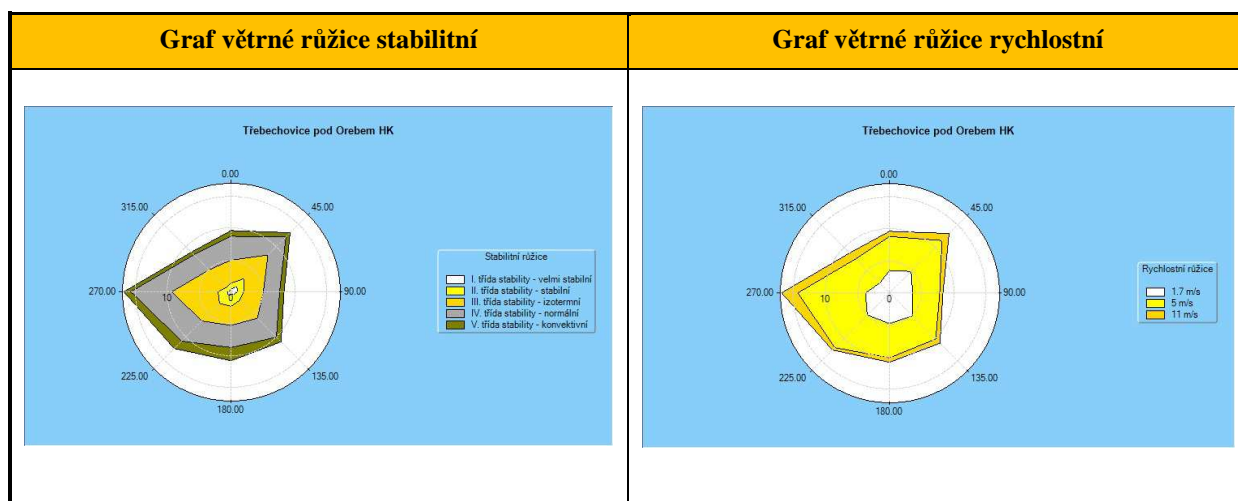 Graf větrné růžice stabilitní
Graf větrné růžice rychlostní
Třebechovice pod Orebem HK
0.00
315.00
45.00
270.00
10
0
90.00
225.00
135.00
180.00
Stabilitní růžice
I. třída stability - velmi stabilní
II. třída stability - stabilní
III. třída stability - izotermní
IV. třída stability - normální
V. třída stability - konvektivní
Třebechovice pod Orebem HK
0.00
315.00
45.00
270.00
10
0
90.00
225.00
135.00
180.00
Rychlostní růžice
1.7 m/s
5 m/s
11 m/s